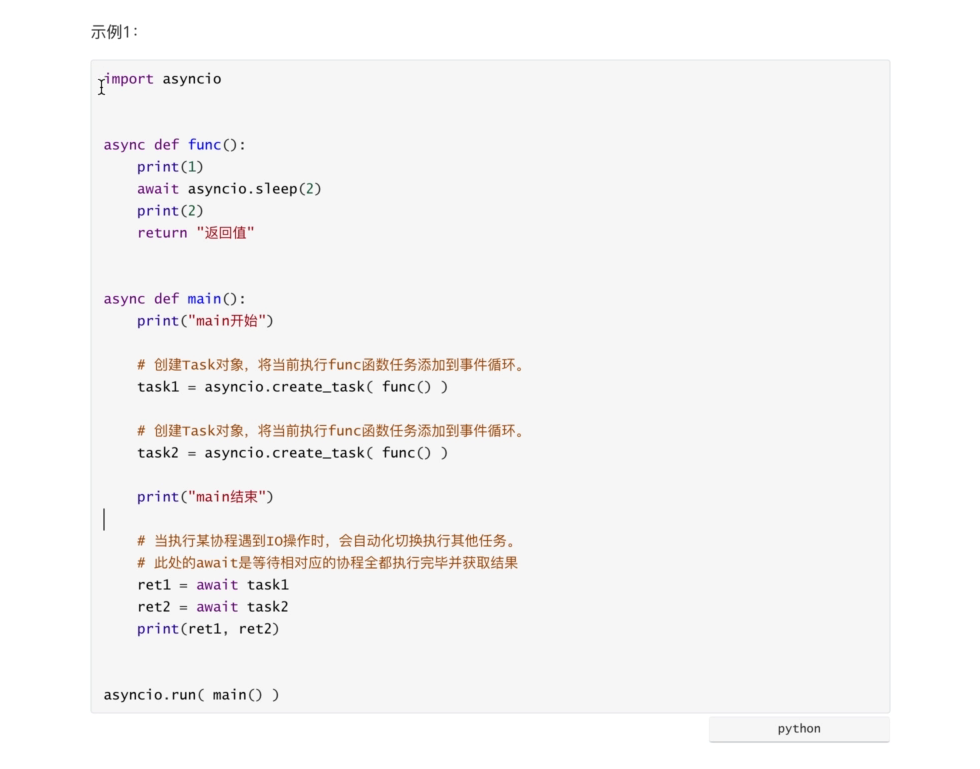 示例1：
import asyncio
async def func():
    print(1)
    await asyncio.sleep(2)
    print(2)
    return "返回值"
async def main():
    print("main开始")
    # 创建Task对象，将当前执行func函数任务添加到事件循环。
    task1 = asyncio.create_task( func() )
    # 创建Task对象，将当前执行func函数任务添加到事件循环。
    task2 = asyncio.create_task( func() )
    print("main结束")
    # 当执行某协程遇到IO操作时，会自动化切换执行其他任务。
    # 此处的await是等待相对应的协程全都执行完毕并获取结果
    ret1 = await task1
    ret2 = await task2
    print(ret1, ret2)
asyncio.run( main() )
python